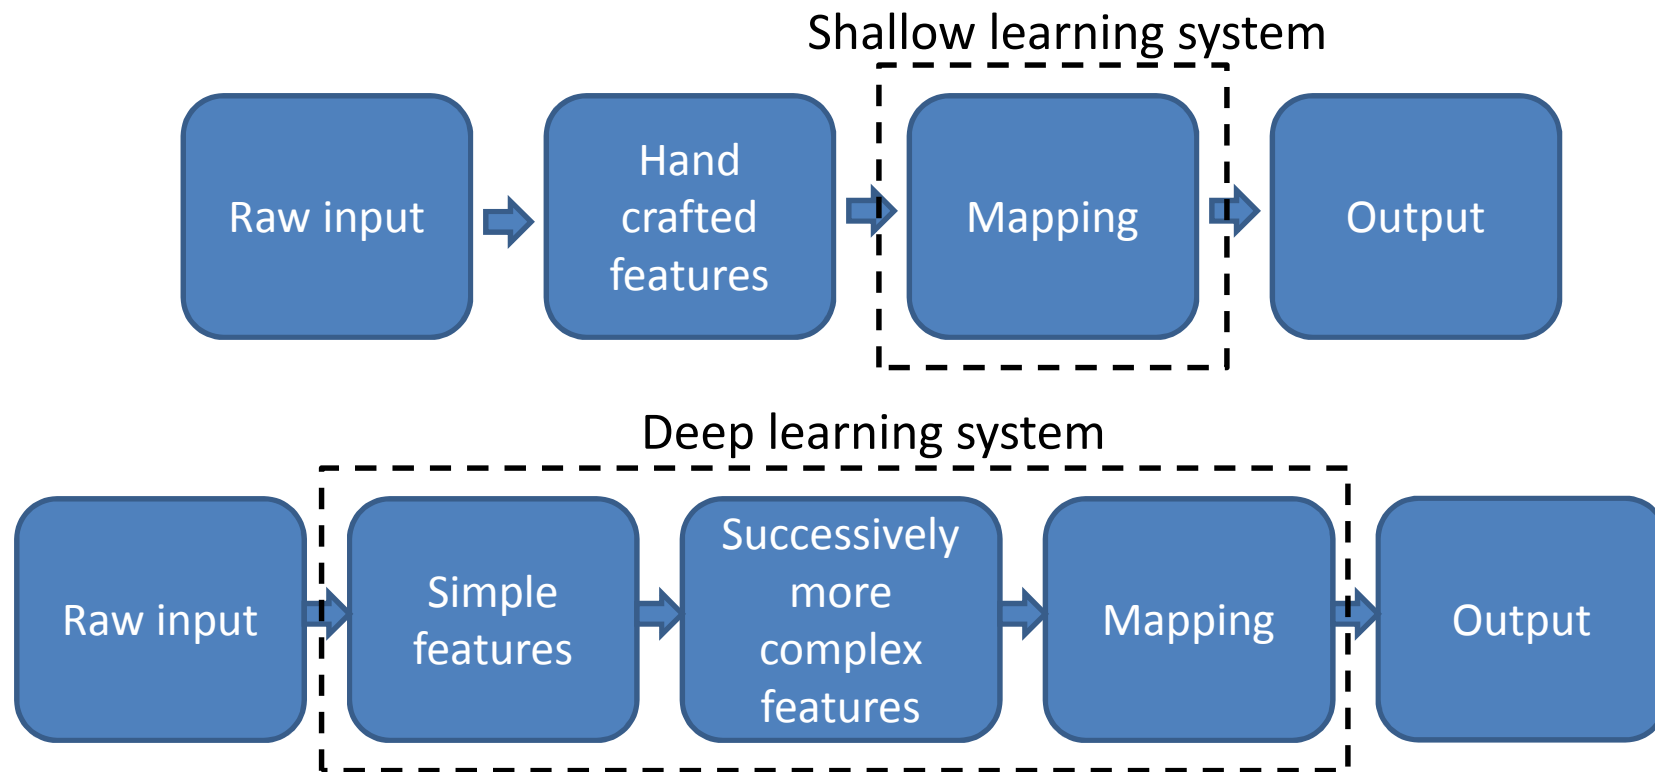 Shallow learning system
Raw input
Hand
crafted
features
Mapping
Output
Deep learning system
Raw input
Simple
features
Successively
more
complex
features
Mapping
Output